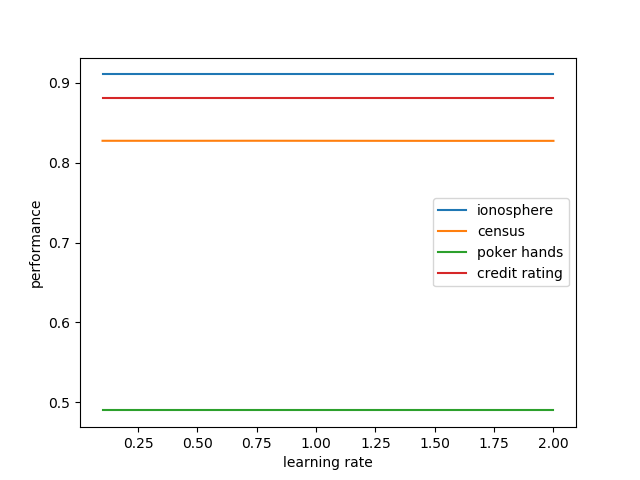 0.9
0.8
0.7
0.6
0.5
performance
ionosphere
census
poker hands
credit rating
0.25 0.50 0.75 1.00 1.25 1.50 1.75 2.00
learning rate